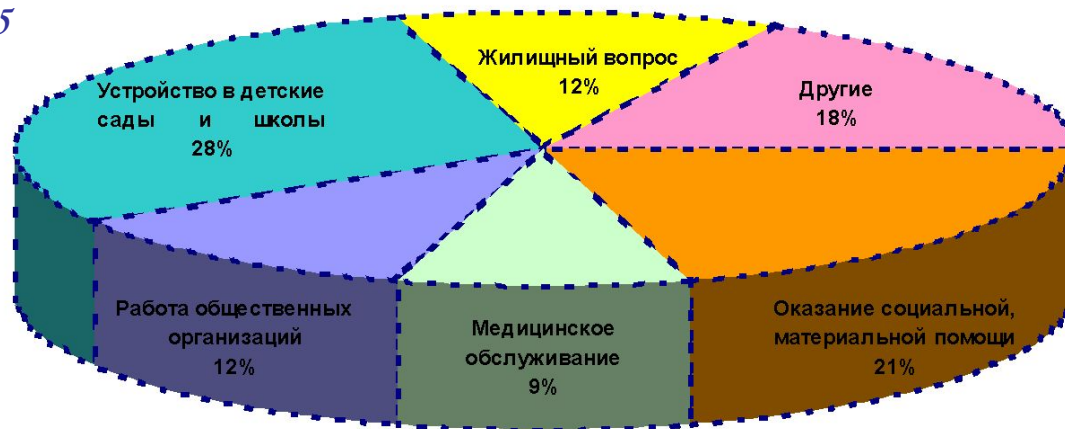 5
Жилищный вопрос
12%
Устройство в детские
сады и школы
28%
Другие
18%
Работа общественных
организаций
12%
Медицинское
обслуживание
9%
Оказание социальной,
материальной помощи
21%